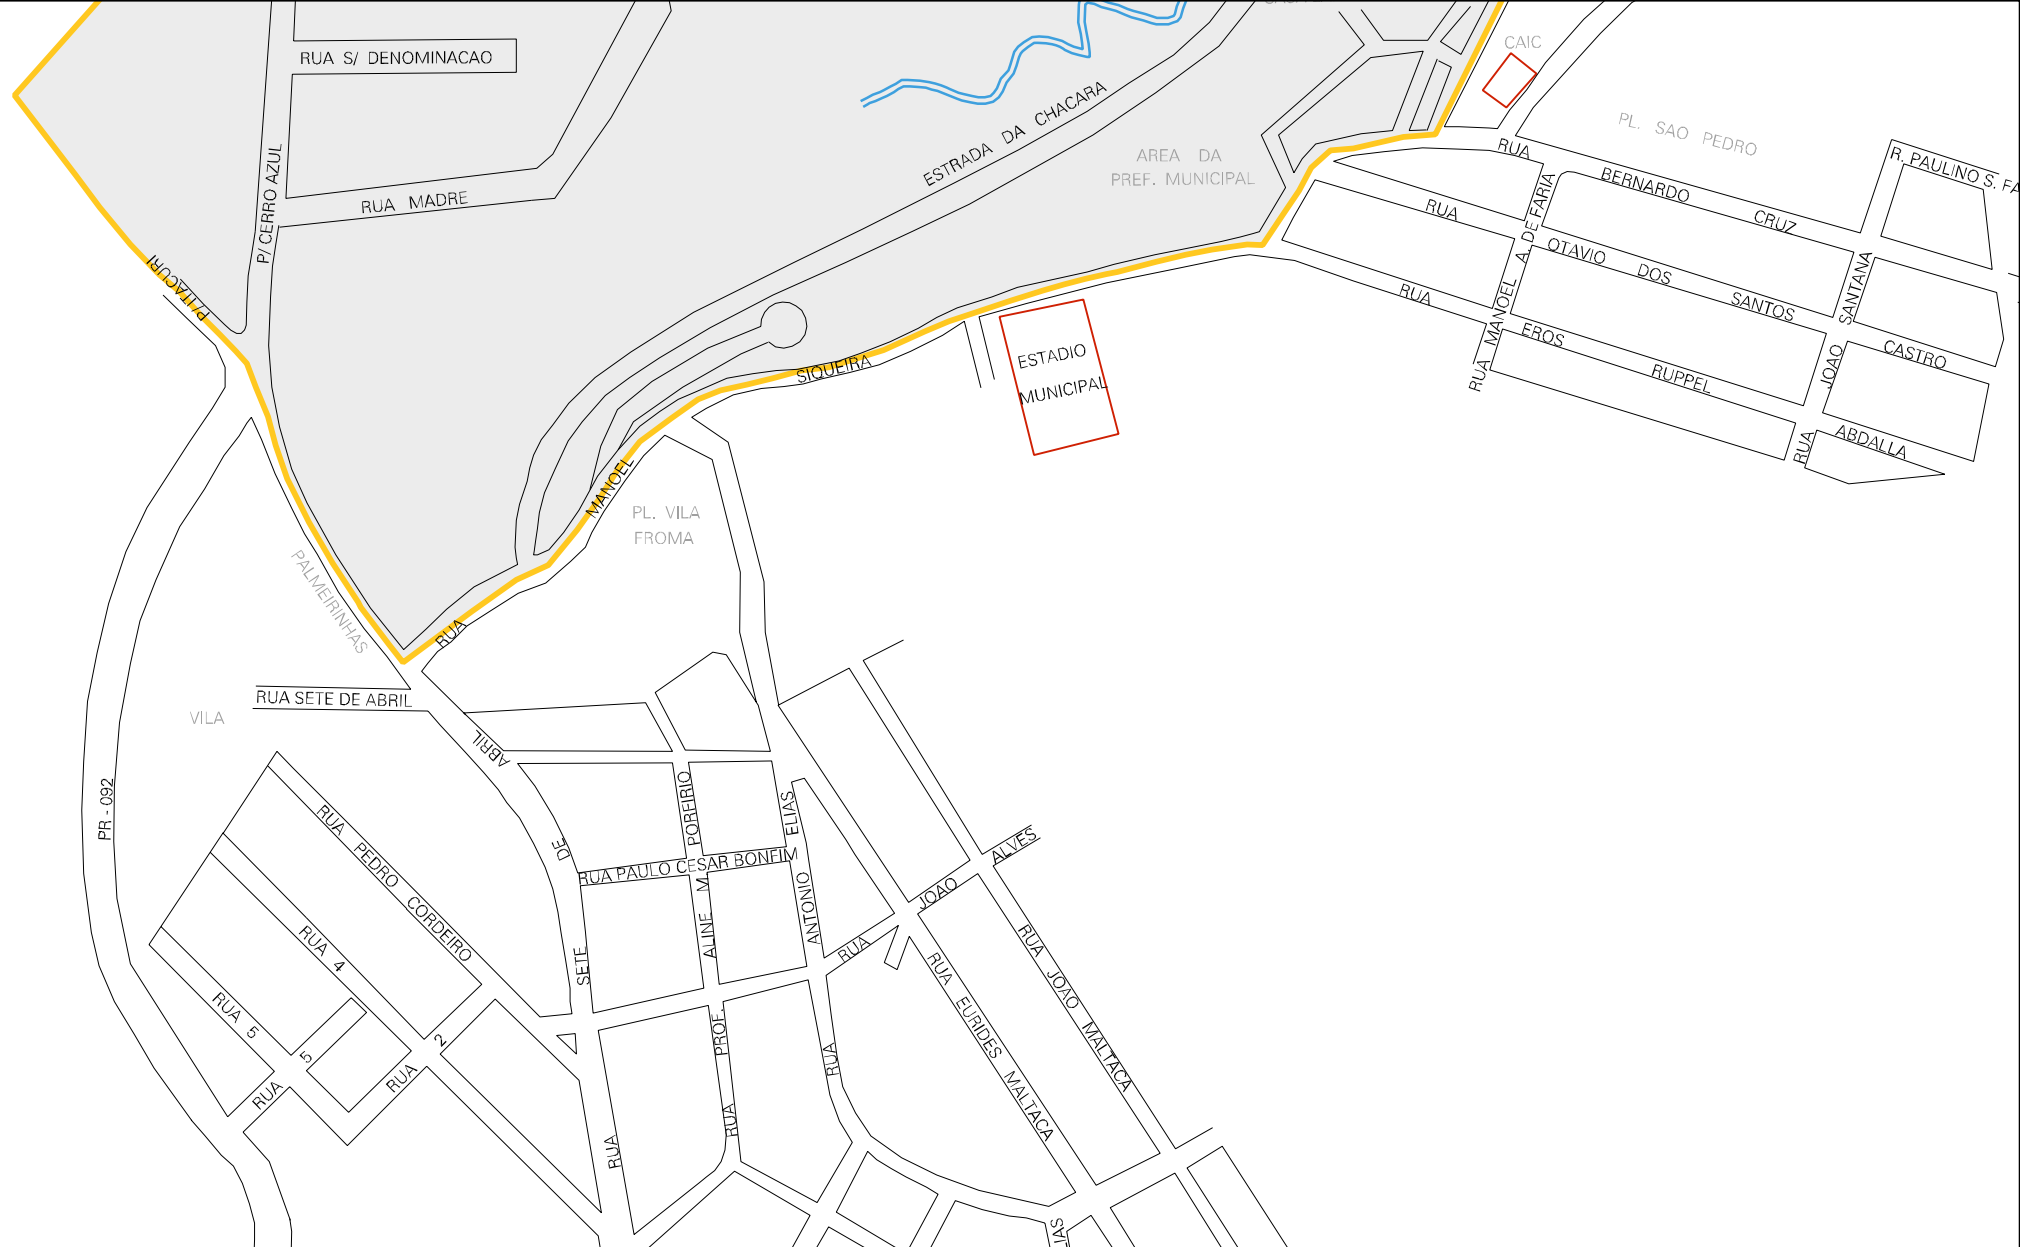 CAIC
RUA S/ DENOMINACAO
ESTRADA DA CHACARA
PL. SAO PEDRO
AREA DA
PREF. MUNICIPAL
P/ CERRO AZUL
RUA MADRE
P/ ITACURI
RUA BERNARDO CRUZ
R. PAULINO S. FA
RUA OTAVIO DOS SANTOS CASTRO
RUA EROS RUPPEL ABDALLA
RUA MANOEL A. DE FARIA
RUA JOAO SANTANA
ESTADIO
MUNICIPAL
RUA MANOEL SIQUEIRA
PL. VILA
FROMA
VILA PALMEIRINHAS
RUA SETE DE ABRIL
PR - 092
RUA SETE DE ABRIL
RUA PROF. ALINE M PORFIRIO
RUA ANTONIO ELIAS
RUA PAULO CESAR BONFIM
RUA JOAO ALVES
RUA PEDRO CORDEIRO
RUA 4
RUA 5
RUA 5
RUA 2
RUA EURIDES MALTACA
RUA JOAO MALTACA